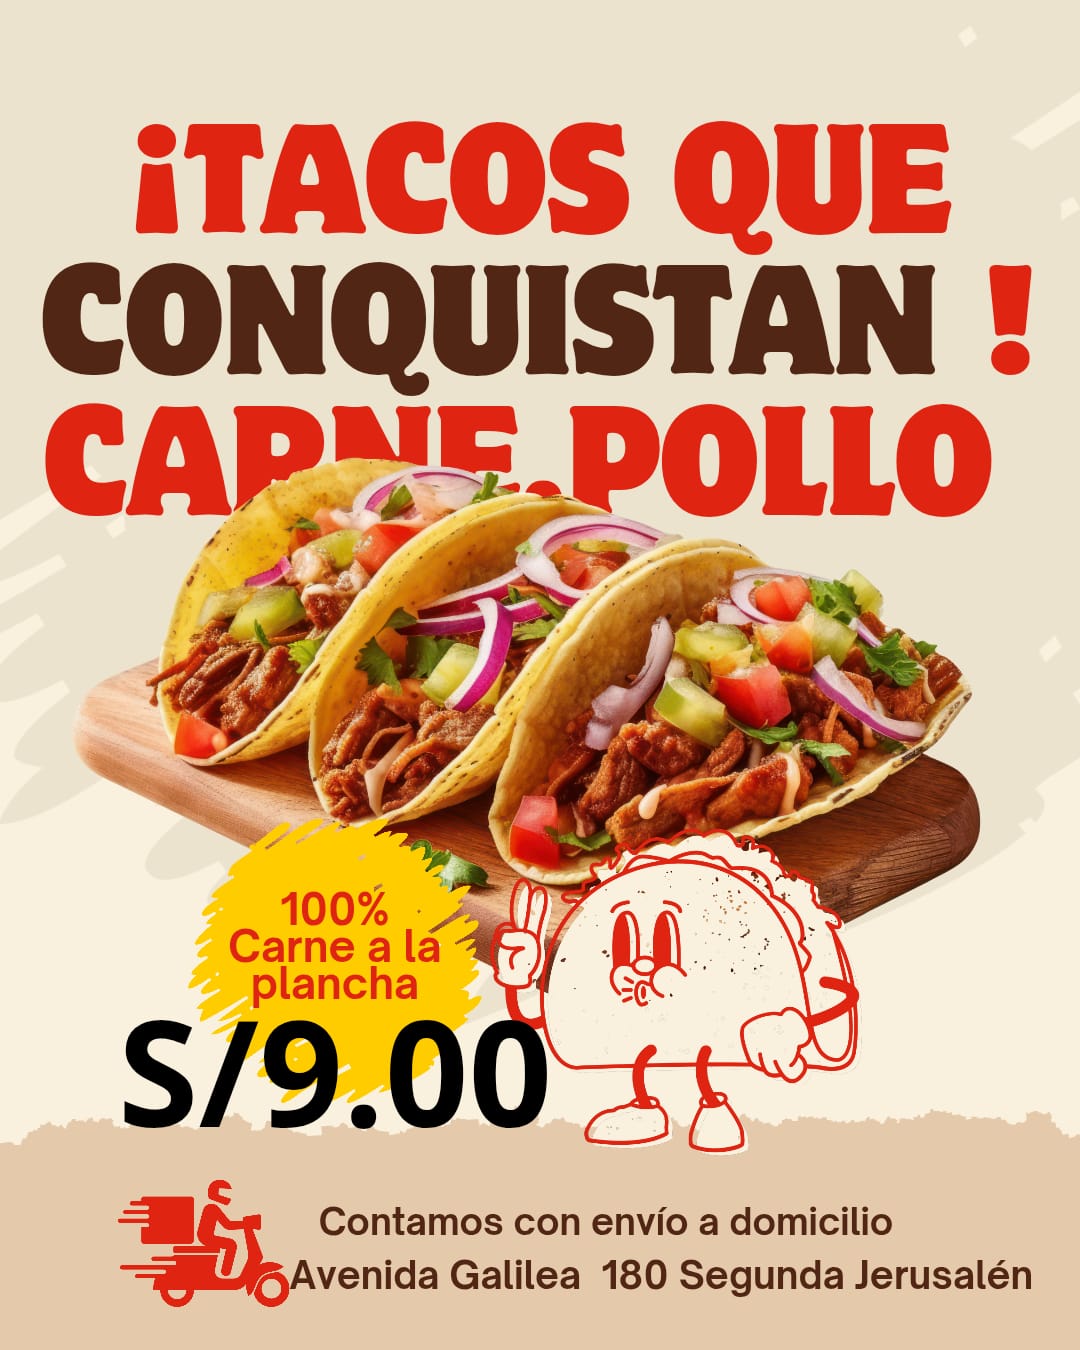 ¡TACOS QUE
CONQUISTAN !
CARNE.POLLO
100%
Carne a la
plancha
S/9.00
Contamos con envío a domicilio
Avenida Galilea 180 Segunda Jerusalén